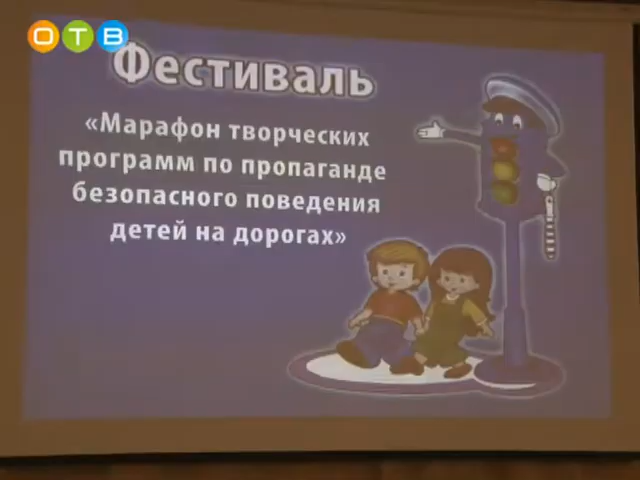 ОТВ
Фестиваль
«Марафон творческих
программ по пропаганде
безопасного поведения
детей на дорогах»